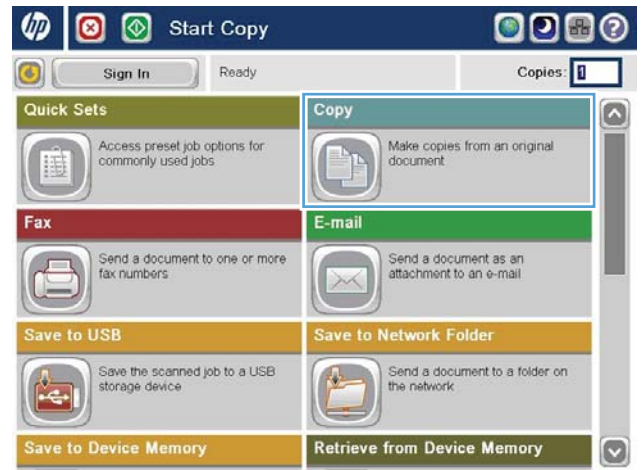 hp
Start Copy
?
Sign In
Ready
Copies: 1
Quick Sets
Access preset job options for
commonly used jobs
Copy
Make copies from an original
document
Fax
Send a document to one or more
fax numbers
E-mail
Send a document as an
attachment to an e-mail
Save to USB
Save the scanned job to a USB
storage device
Save to Network Folder
Send a document to a folder on
the network
Save to Device Memory
Retrieve from Device Memory